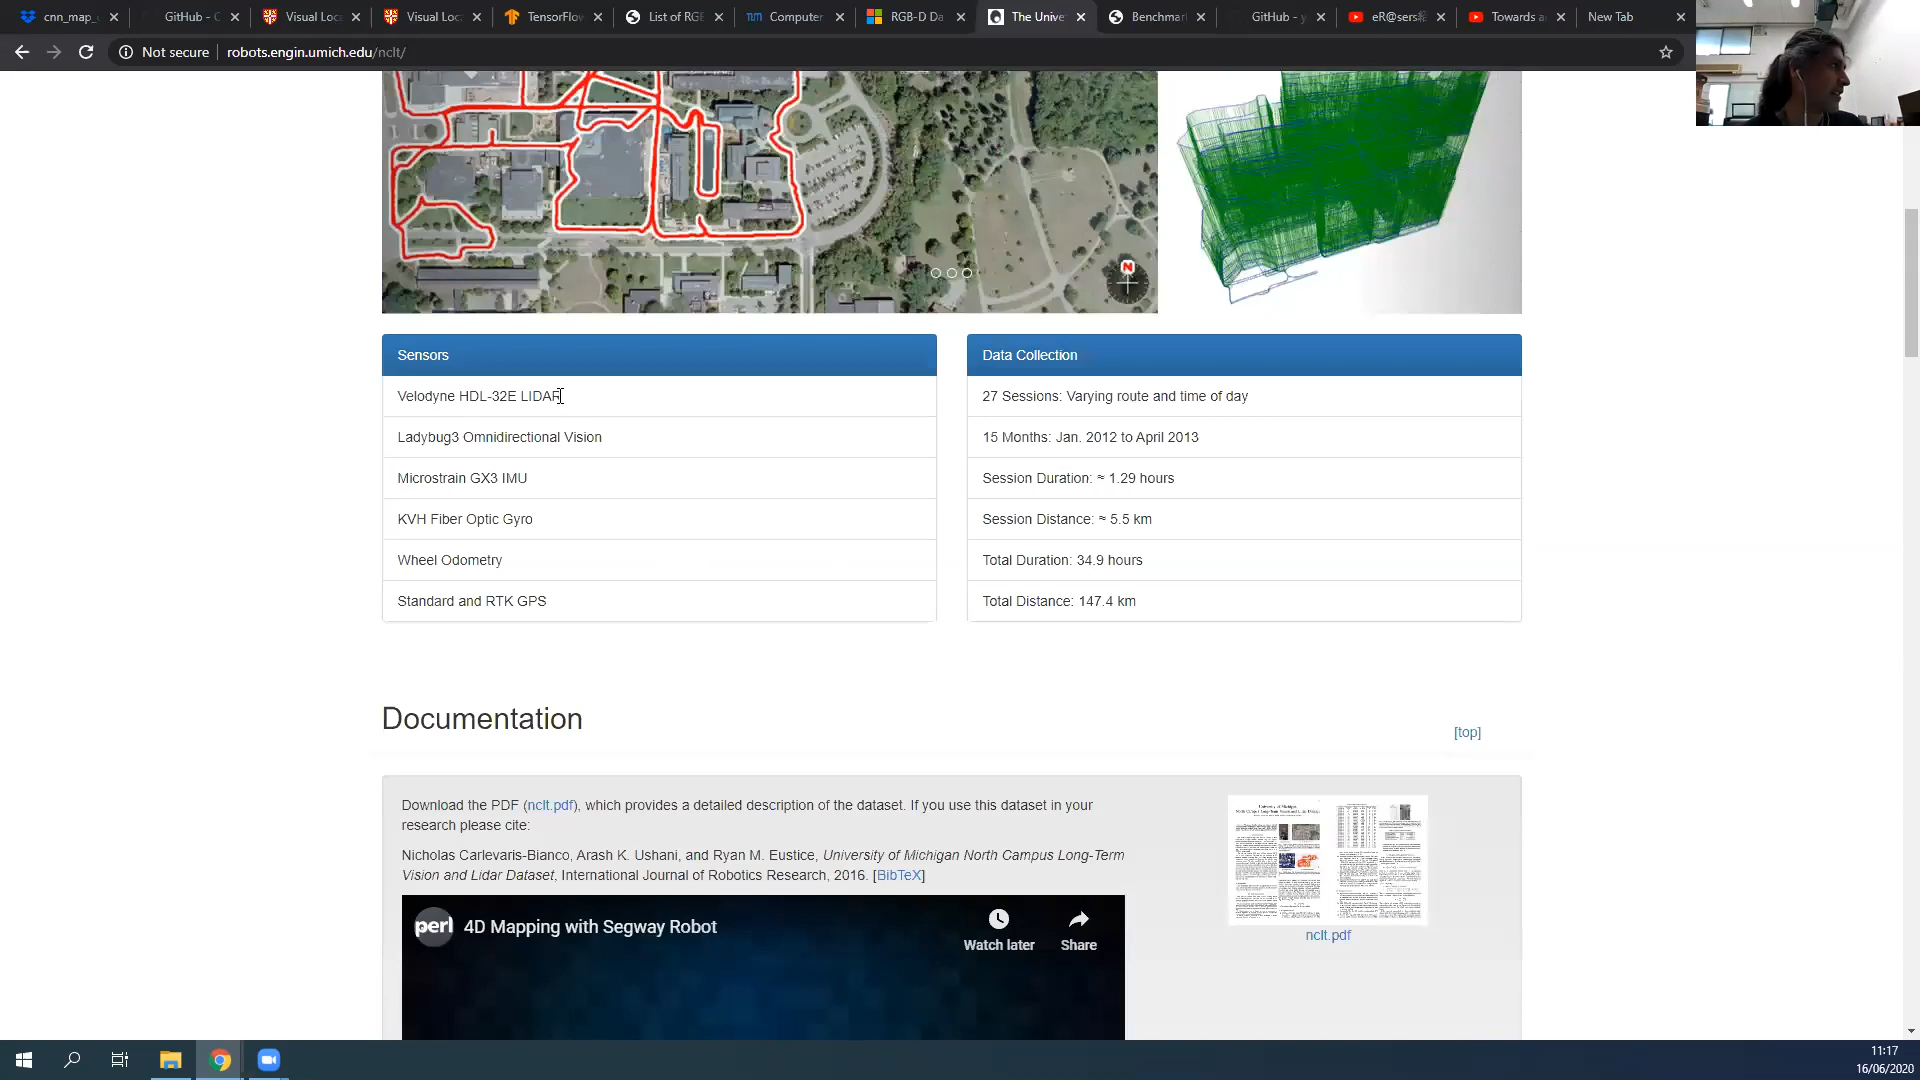 cnn_map_
GitHub - C
Visual Loc
Visual Loc
TensorFlow
List of RGB
Computer
RGB-D Da
The Unive
Benchmar
GitHub - y
eR@sers
Towards a
New Tab
Not secure
robots.engin.umich.edu/nclt/
N
Sensors
Velodyne HDL-32E LIDAR
Ladybug3 Omnidirectional Vision
Microstrain GX3 IMU
KVH Fiber Optic Gyro
Wheel Odometry
Standard and RTK GPS
Data Collection
27 Sessions: Varying route and time of day
15 Months: Jan. 2012 to April 2013
Session Duration: ≈ 1.29 hours
Session Distance: ≈ 5.5 km
Total Duration: 34.9 hours
Total Distance: 147.4 km
Documentation
[top]
Download the PDF (nclt.pdf), which provides a detailed description of the dataset. If you use this dataset in your
research please cite:
Nicholas Carlevaris-Bianco, Arash K. Ushani, and Ryan M. Eustice, University of Michigan North Campus Long-Term
Vision and Lidar Dataset, International Journal of Robotics Research, 2016. [BibTeX]
perl
4D Mapping with Segway Robot
Watch later
Share
nclt.pdf
11:17
16/06/2020